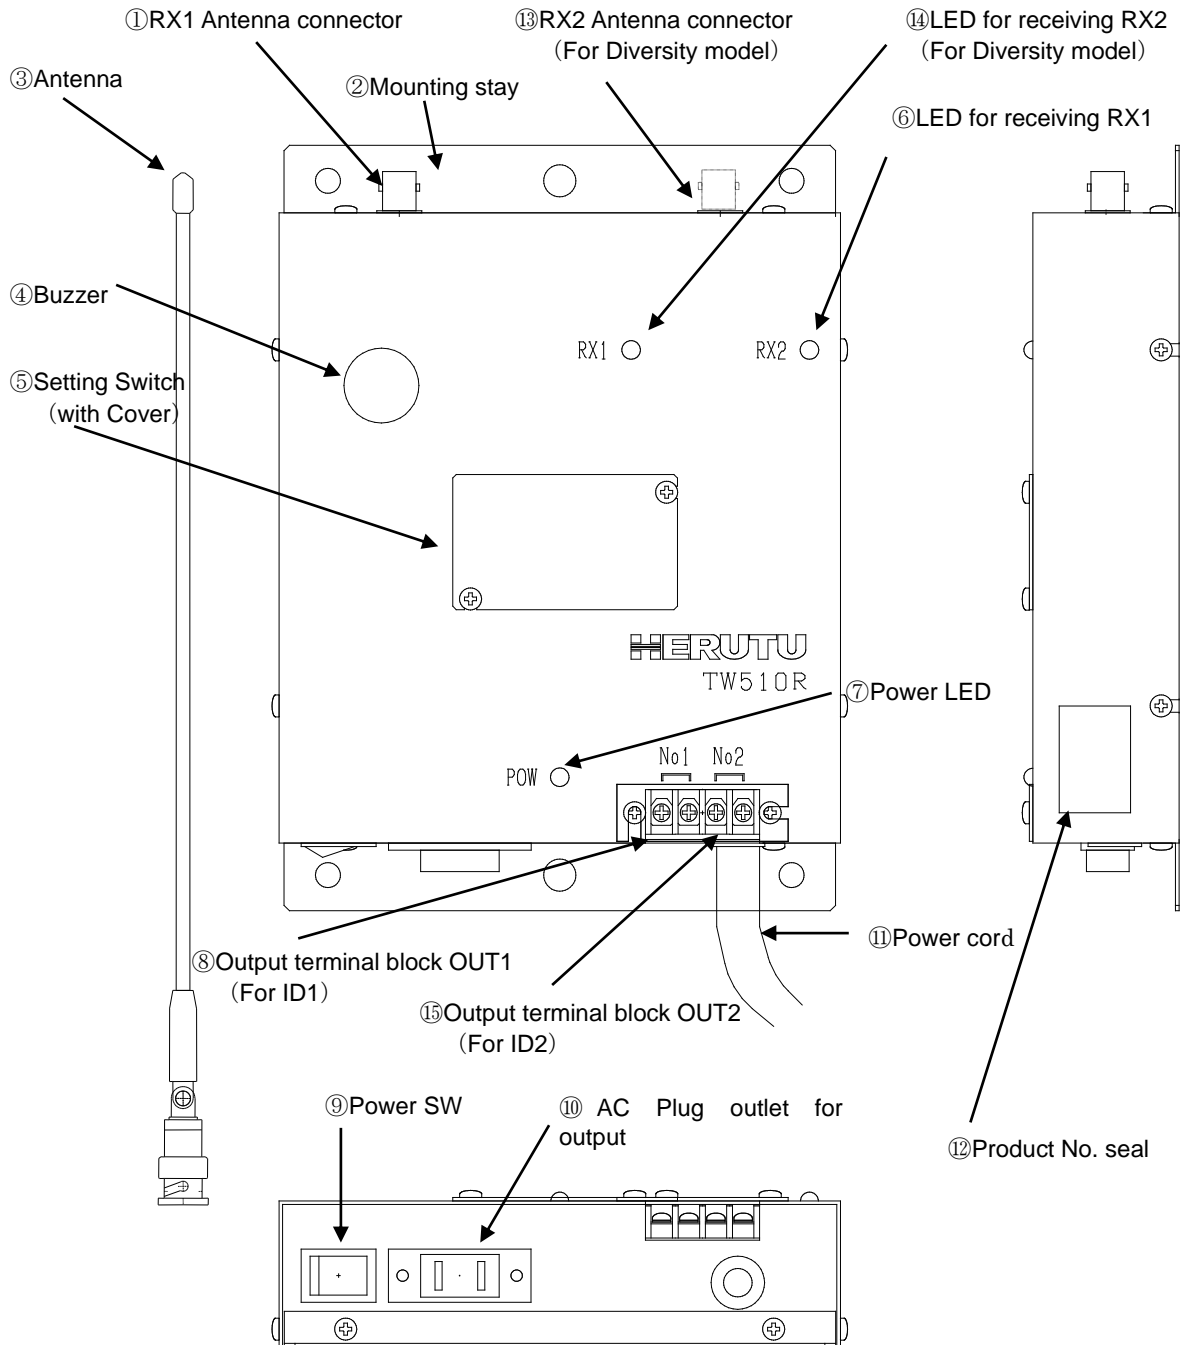 ①RX1 Antenna connector
⑬RX2 Antenna connector
(For Diversity model)
⑭LED for receiving RX2
(For Diversity model)
③Antenna
②Mounting stay
⑥LED for receiving RX1
④Buzzer
RX1
RX2
⑤Setting Switch
(with Cover)
HERUTU
TW510R
⑦Power LED
No1
No2
POW
⑪Power cord
⑧Output terminal block OUT1
(For ID1)
⑮Output terminal block OUT2
(For ID2)
⑨Power SW
⑩ AC Plug outlet for
output
⑫Product No. seal